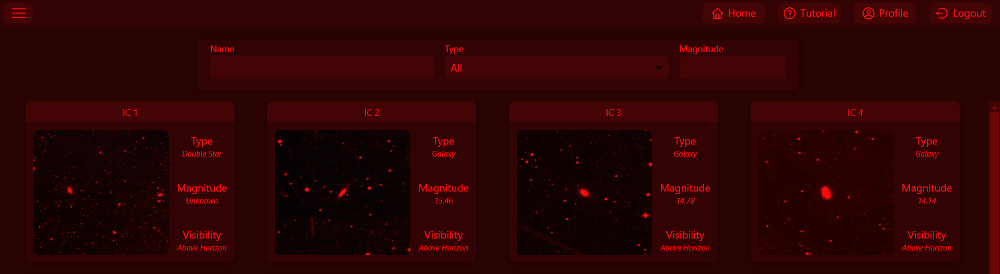 Home
Tutorial
Profile
Logout
Name
Type
Magnitude
All
IC 1
Type
Double Star
Magnitude
Unknown
Visibility
Above Horizon
IC 2
Type
Galaxy
Magnitude
15.46
Visibility
Above Horizon
IC 3
Type
Galaxy
Magnitude
14.78
Visibility
Above Horizon
IC 4
Type
Galaxy
Magnitude
14.14
Visibility
Above Horizon